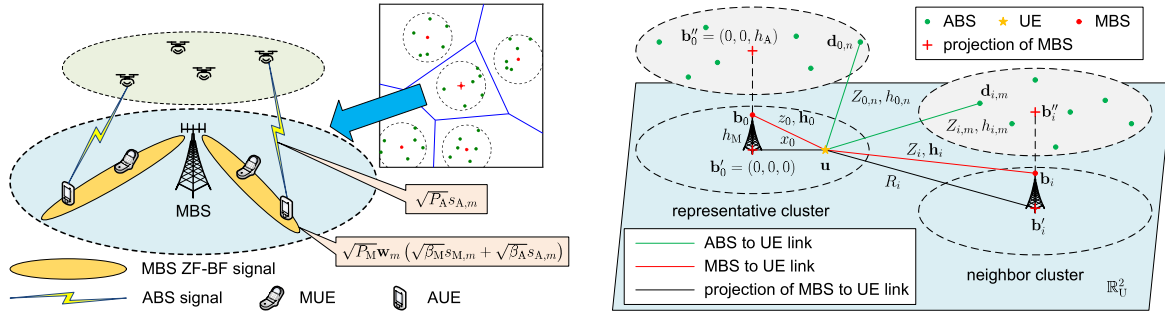 MBS
√P_A s_{A,m}
√P_M w_m (√β_M s_{M,m} + √β_A s_{A,m})
MBS ZF-BF signal
ABS signal
MUE
AUE
ABS
UE
MBS
projection of MBS
b″_0 = (0, 0, h_A)
d_{0,n}
Z_{0,n}, h_{0,n}
b_0
z_0, h_0
h_M
x_0
b′_0 = (0, 0, 0)
u
d_{i,m}
Z_{i,m}, h_{i,m}
b″_i
Z_i, h_i
R_i
b_i
b′_i
representative cluster
neighbor cluster
ABS to UE link
MBS to UE link
projection of MBS to UE link
ℝ²_U